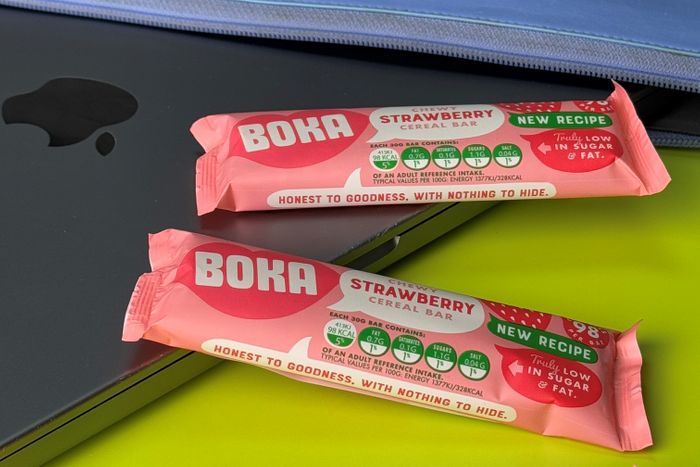 BOKA
CHEWY
STRAWBERRY
CEREAL BAR
NEW RECIPE
Truly LOW
IN SUGAR
& FAT.
EACH 30G BAR CONTAINS:
413KJ
98 KCAL
5%
FAT
0.7G
1%
SATURATES
0.1G
1%
SUGARS
1.1G
1%
SALT
0.04G
1%
OF AN ADULT REFERENCE INTAKE.
TYPICAL VALUES PER 100G: ENERGY 1377KJ/328KCAL
HONEST TO GOODNESS, WITH NOTHING TO HIDE.
BOKA
CHEWY
STRAWBERRY
CEREAL BAR
98
NEW RECIPE
Truly LOW
IN SUGAR
& FAT.
EACH 30G BAR CONTAINS:
413KJ
98 KCAL
5%
FAT
0.7G
1%
SATURATES
0.1G
1%
SUGARS
1.1G
1%
SALT
0.04G
1%
OF AN ADULT REFERENCE INTAKE.
TYPICAL VALUES PER 100G: ENERGY 1377KJ/328KCAL
HONEST TO GOODNESS, WITH NOTHING TO HIDE.